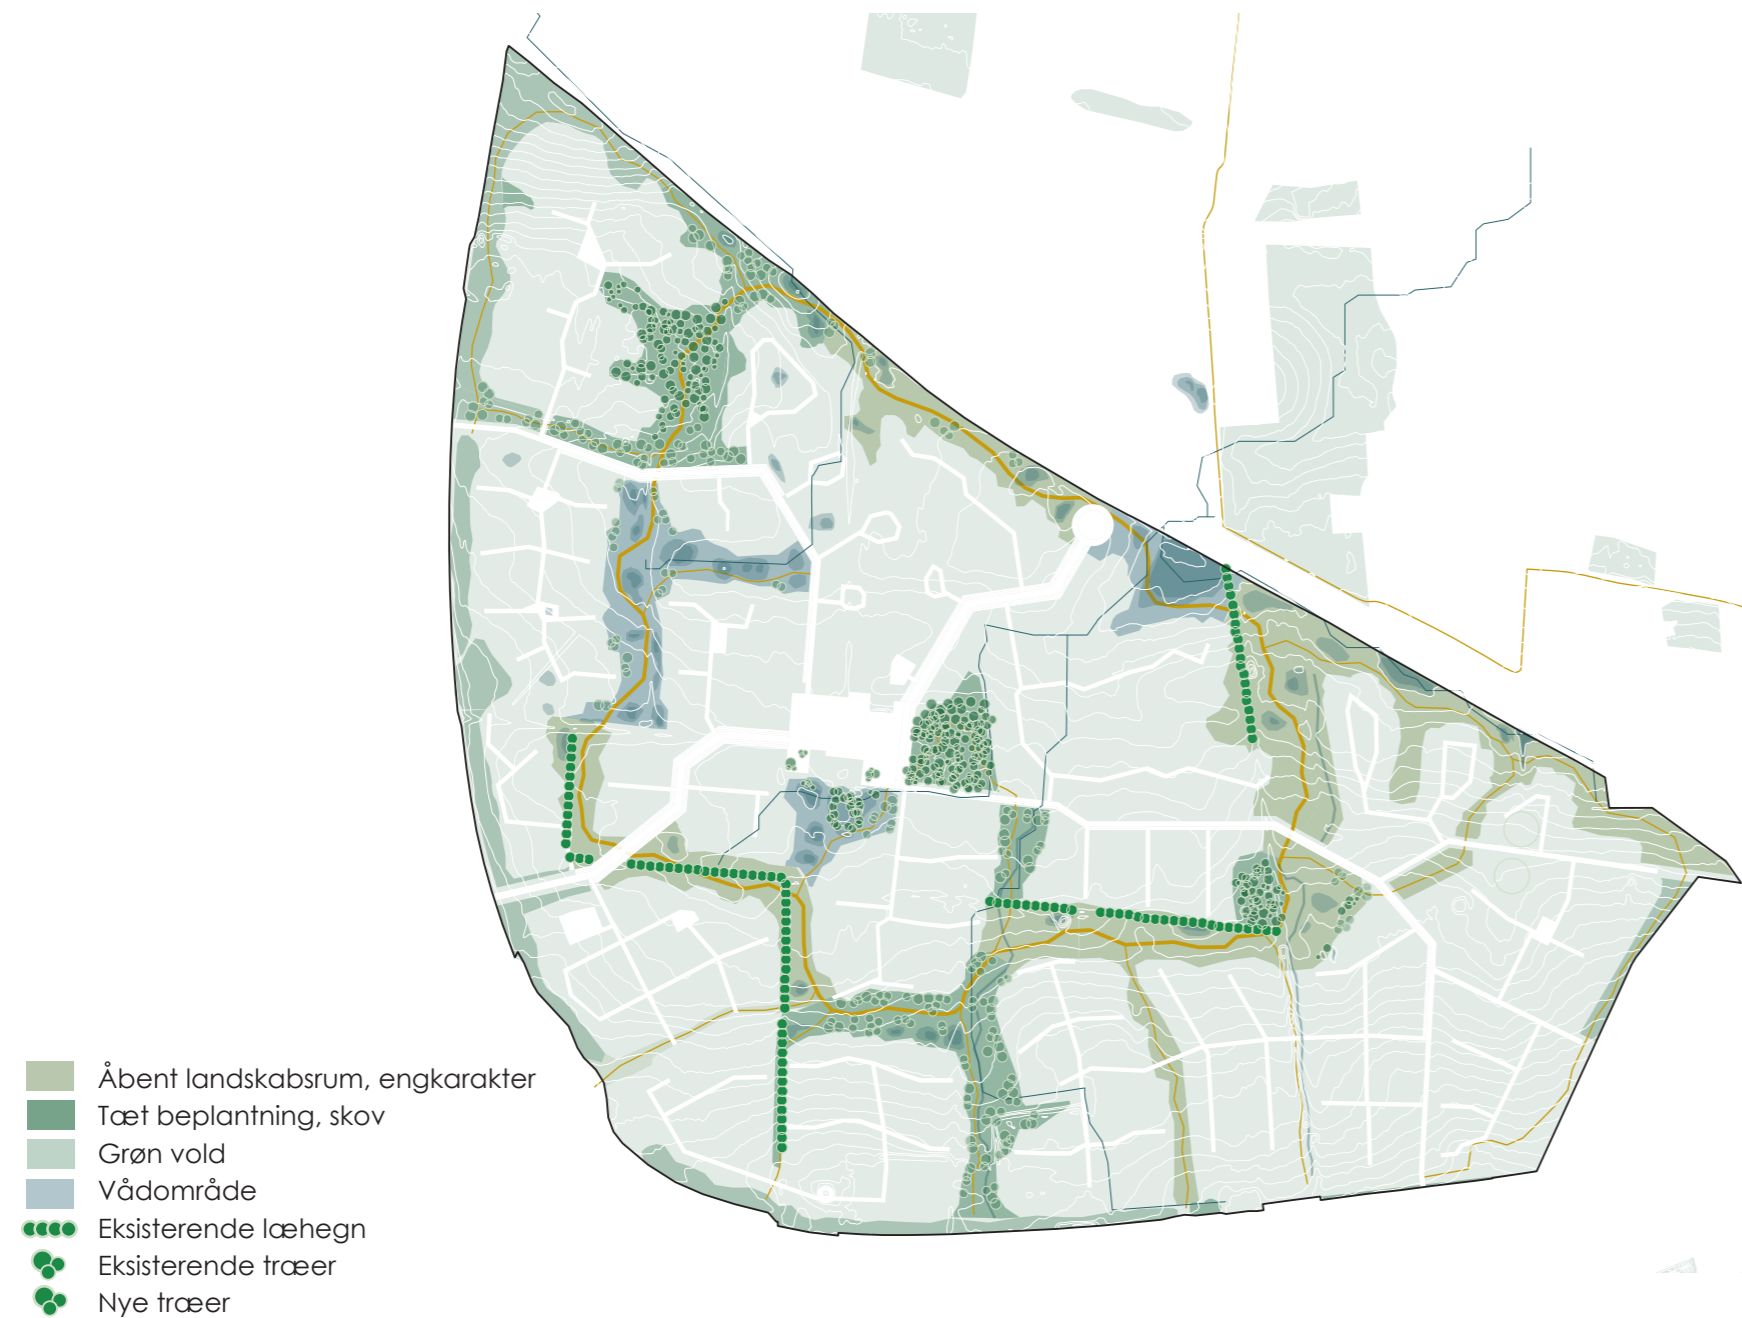 Åbent landskabsrum, engkarakter
Tæt beplantning, skov
Grøn vold
Vådområde
Eksisterende læhegn
Eksisterende træer
Nye træer